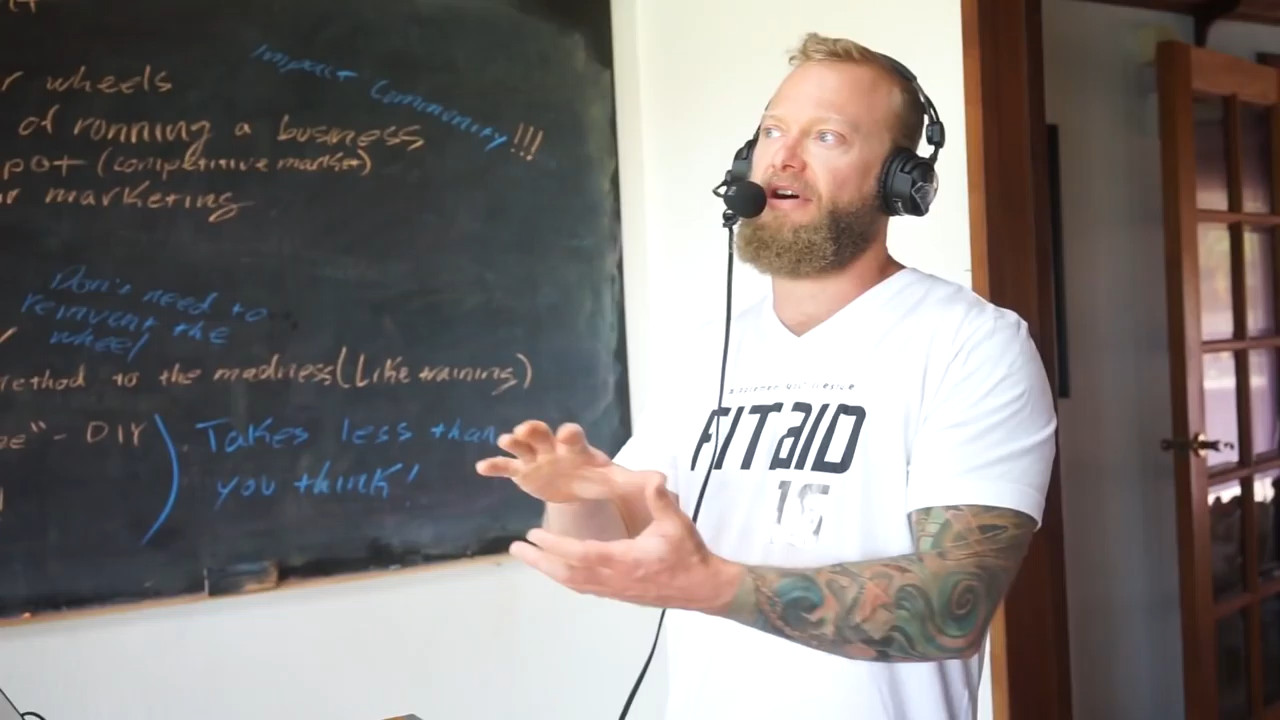 r wheels
Impact Community!!!
of running a business
pot (competitive market)
r marketing
Don't need to
reinvent the
wheel
ethod to the madness (Like training)
e" - DIY
Takes less than
you think!
FITAID